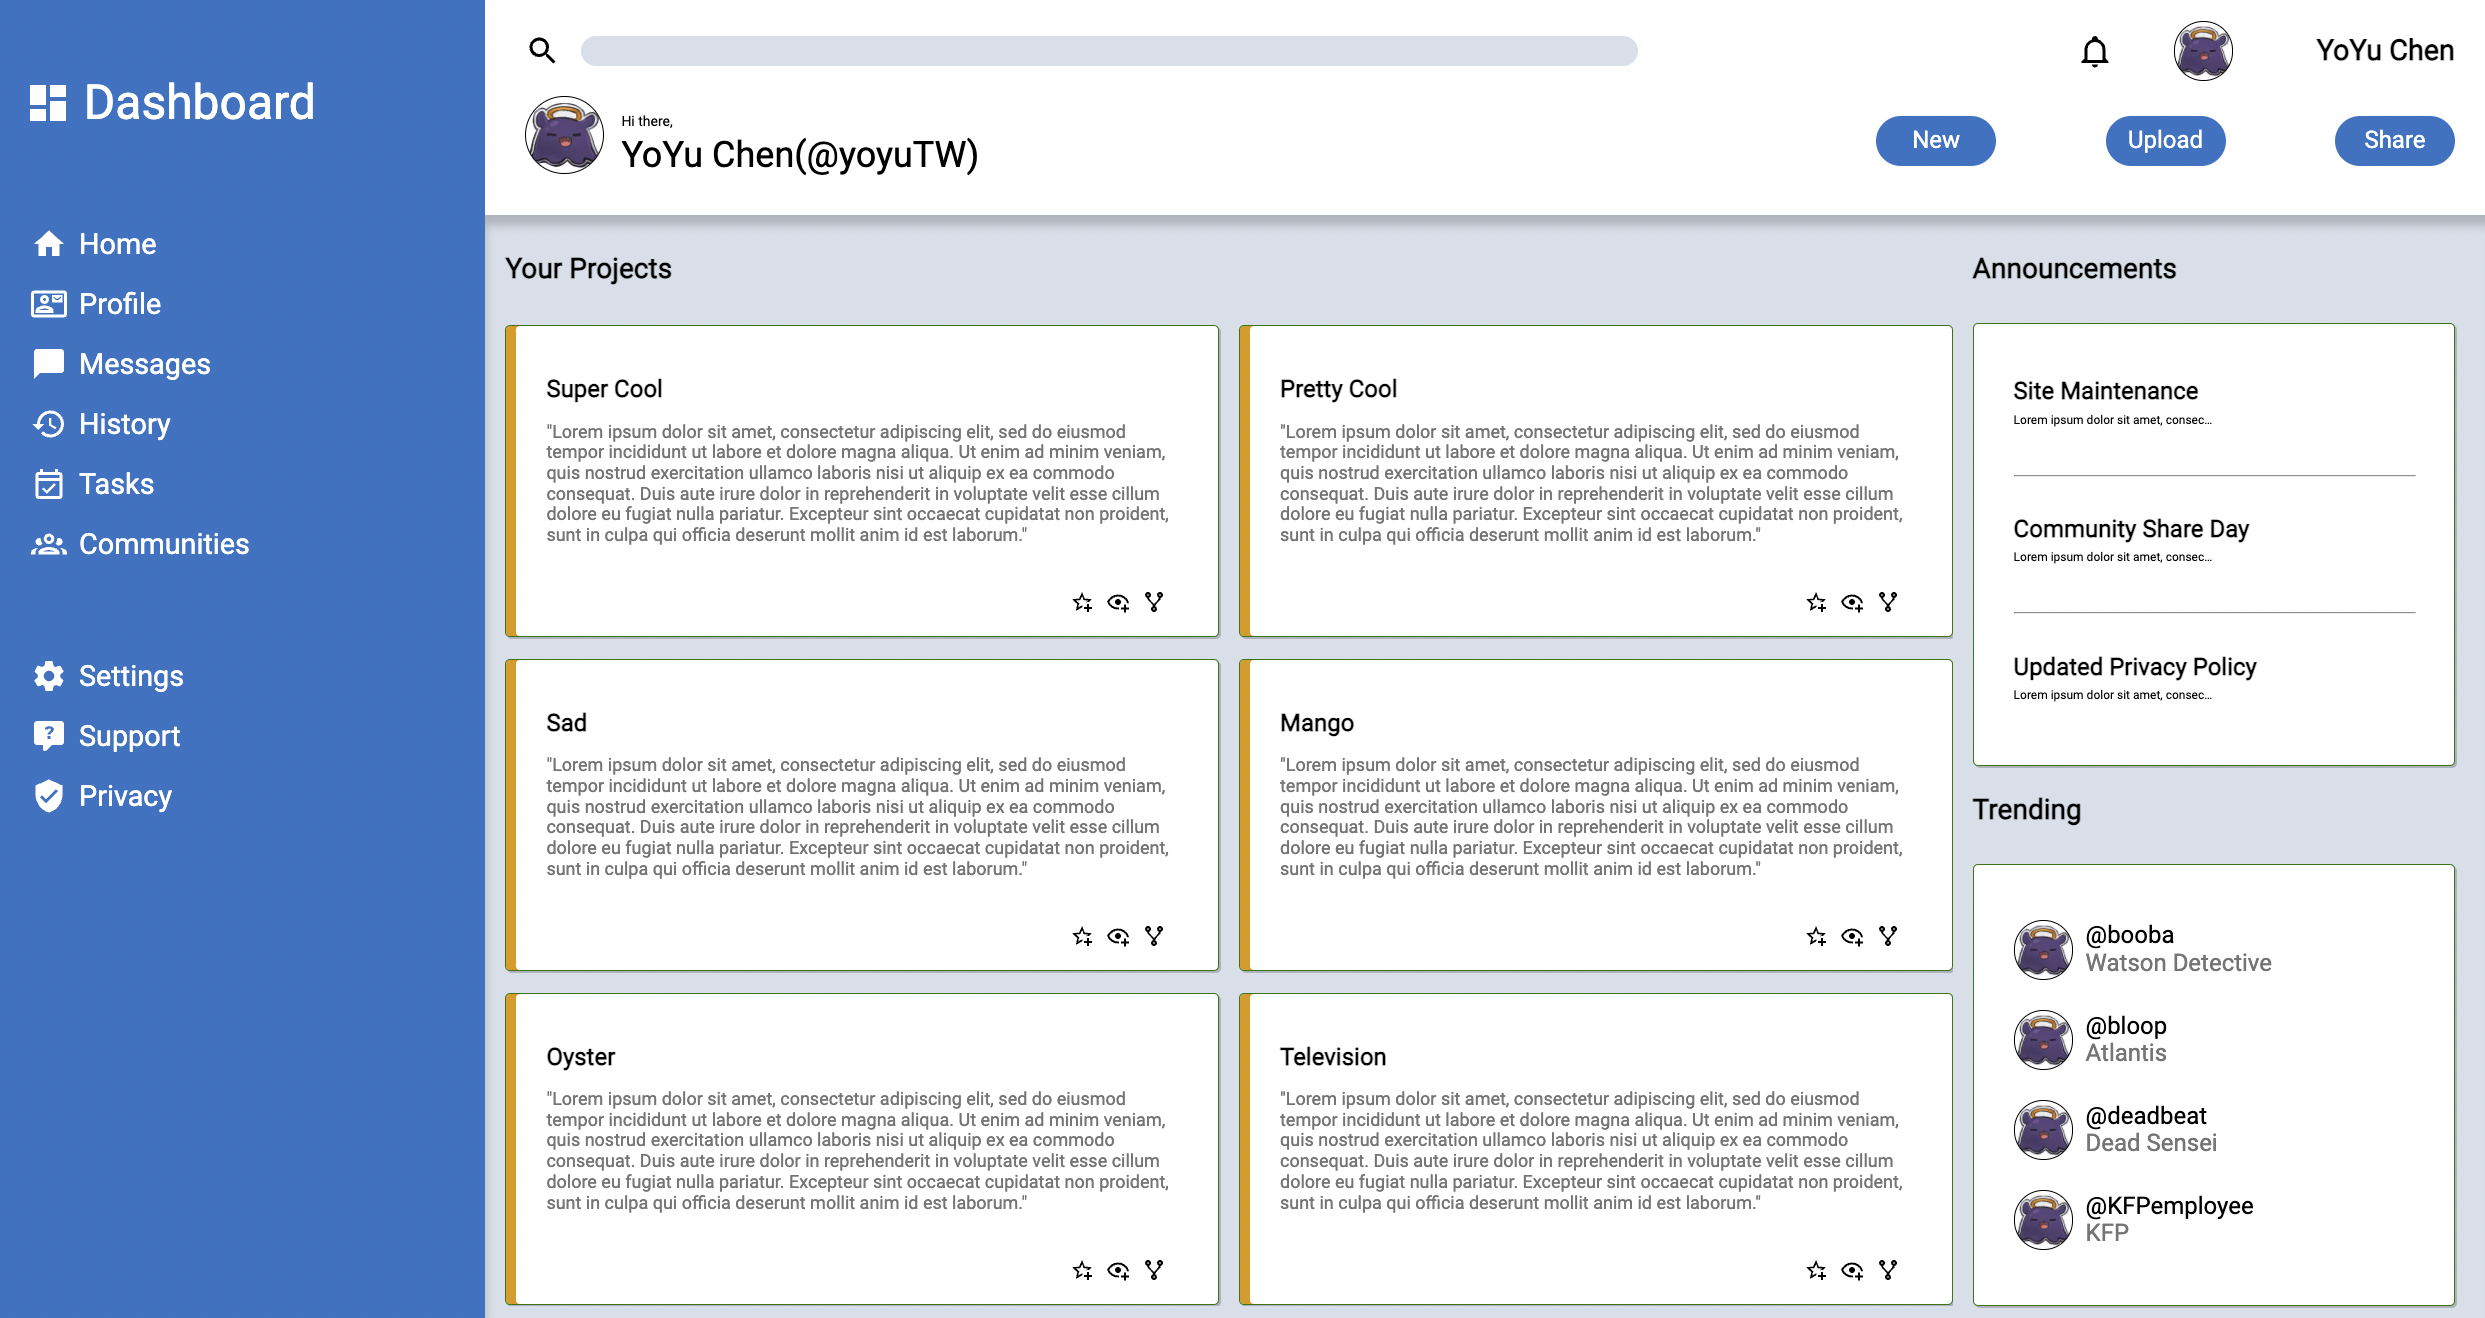 Dashboard
Home
Profile
Messages
History
Tasks
Communities
Settings
Support
Privacy
YoYu Chen
Hi there,
YoYu Chen(@yoyuTW)
New
Upload
Share
Your Projects
Super Cool
"Lorem ipsum dolor sit amet, consectetur adipiscing elit, sed do eiusmod
tempor incididunt ut labore et dolore magna aliqua. Ut enim ad minim veniam,
quis nostrud exercitation ullamco laboris nisi ut aliquip ex ea commodo
consequat. Duis aute irure dolor in reprehenderit in voluptate velit esse cillum
dolore eu fugiat nulla pariatur. Excepteur sint occaecat cupidatat non proident,
sunt in culpa qui officia deserunt mollit anim id est laborum."
Pretty Cool
"Lorem ipsum dolor sit amet, consectetur adipiscing elit, sed do eiusmod
tempor incididunt ut labore et dolore magna aliqua. Ut enim ad minim veniam,
quis nostrud exercitation ullamco laboris nisi ut aliquip ex ea commodo
consequat. Duis aute irure dolor in reprehenderit in voluptate velit esse cillum
dolore eu fugiat nulla pariatur. Excepteur sint occaecat cupidatat non proident,
sunt in culpa qui officia deserunt mollit anim id est laborum."
Sad
"Lorem ipsum dolor sit amet, consectetur adipiscing elit, sed do eiusmod
tempor incididunt ut labore et dolore magna aliqua. Ut enim ad minim veniam,
quis nostrud exercitation ullamco laboris nisi ut aliquip ex ea commodo
consequat. Duis aute irure dolor in reprehenderit in voluptate velit esse cillum
dolore eu fugiat nulla pariatur. Excepteur sint occaecat cupidatat non proident,
sunt in culpa qui officia deserunt mollit anim id est laborum."
Mango
"Lorem ipsum dolor sit amet, consectetur adipiscing elit, sed do eiusmod
tempor incididunt ut labore et dolore magna aliqua. Ut enim ad minim veniam,
quis nostrud exercitation ullamco laboris nisi ut aliquip ex ea commodo
consequat. Duis aute irure dolor in reprehenderit in voluptate velit esse cillum
dolore eu fugiat nulla pariatur. Excepteur sint occaecat cupidatat non proident,
sunt in culpa qui officia deserunt mollit anim id est laborum."
Oyster
"Lorem ipsum dolor sit amet, consectetur adipiscing elit, sed do eiusmod
tempor incididunt ut labore et dolore magna aliqua. Ut enim ad minim veniam,
quis nostrud exercitation ullamco laboris nisi ut aliquip ex ea commodo
consequat. Duis aute irure dolor in reprehenderit in voluptate velit esse cillum
dolore eu fugiat nulla pariatur. Excepteur sint occaecat cupidatat non proident,
sunt in culpa qui officia deserunt mollit anim id est laborum."
Television
"Lorem ipsum dolor sit amet, consectetur adipiscing elit, sed do eiusmod
tempor incididunt ut labore et dolore magna aliqua. Ut enim ad minim veniam,
quis nostrud exercitation ullamco laboris nisi ut aliquip ex ea commodo
consequat. Duis aute irure dolor in reprehenderit in voluptate velit esse cillum
dolore eu fugiat nulla pariatur. Excepteur sint occaecat cupidatat non proident,
sunt in culpa qui officia deserunt mollit anim id est laborum."
Announcements
Site Maintenance
Lorem ipsum dolor sit amet, consec...
Community Share Day
Lorem ipsum dolor sit amet, consec...
Updated Privacy Policy
Lorem ipsum dolor sit amet, consec...
Trending
@booba
Watson Detective
@bloop
Atlantis
@deadbeat
Dead Sensei
@KFPemployee
KFP